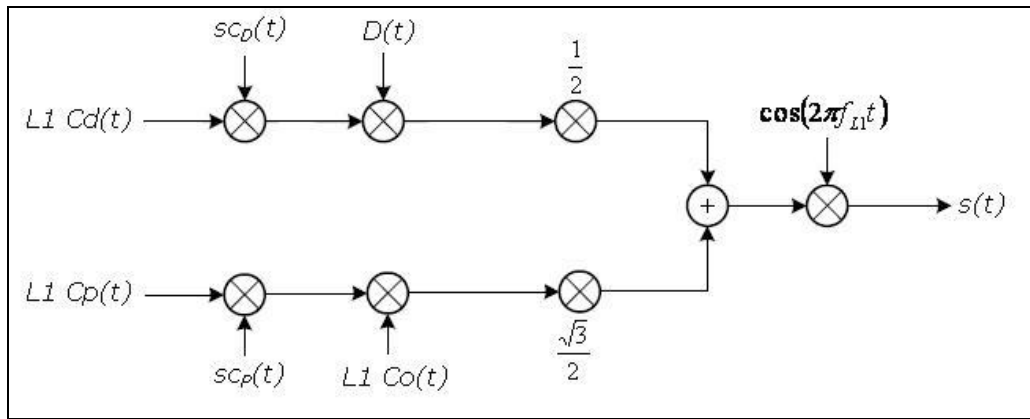 sc_D(t)
D(t)
1/2
L1 Cd(t)
cos(2πf_L1 t)
+
s(t)
L1 Cp(t)
√3/2
sc_P(t)
L1 Co(t)